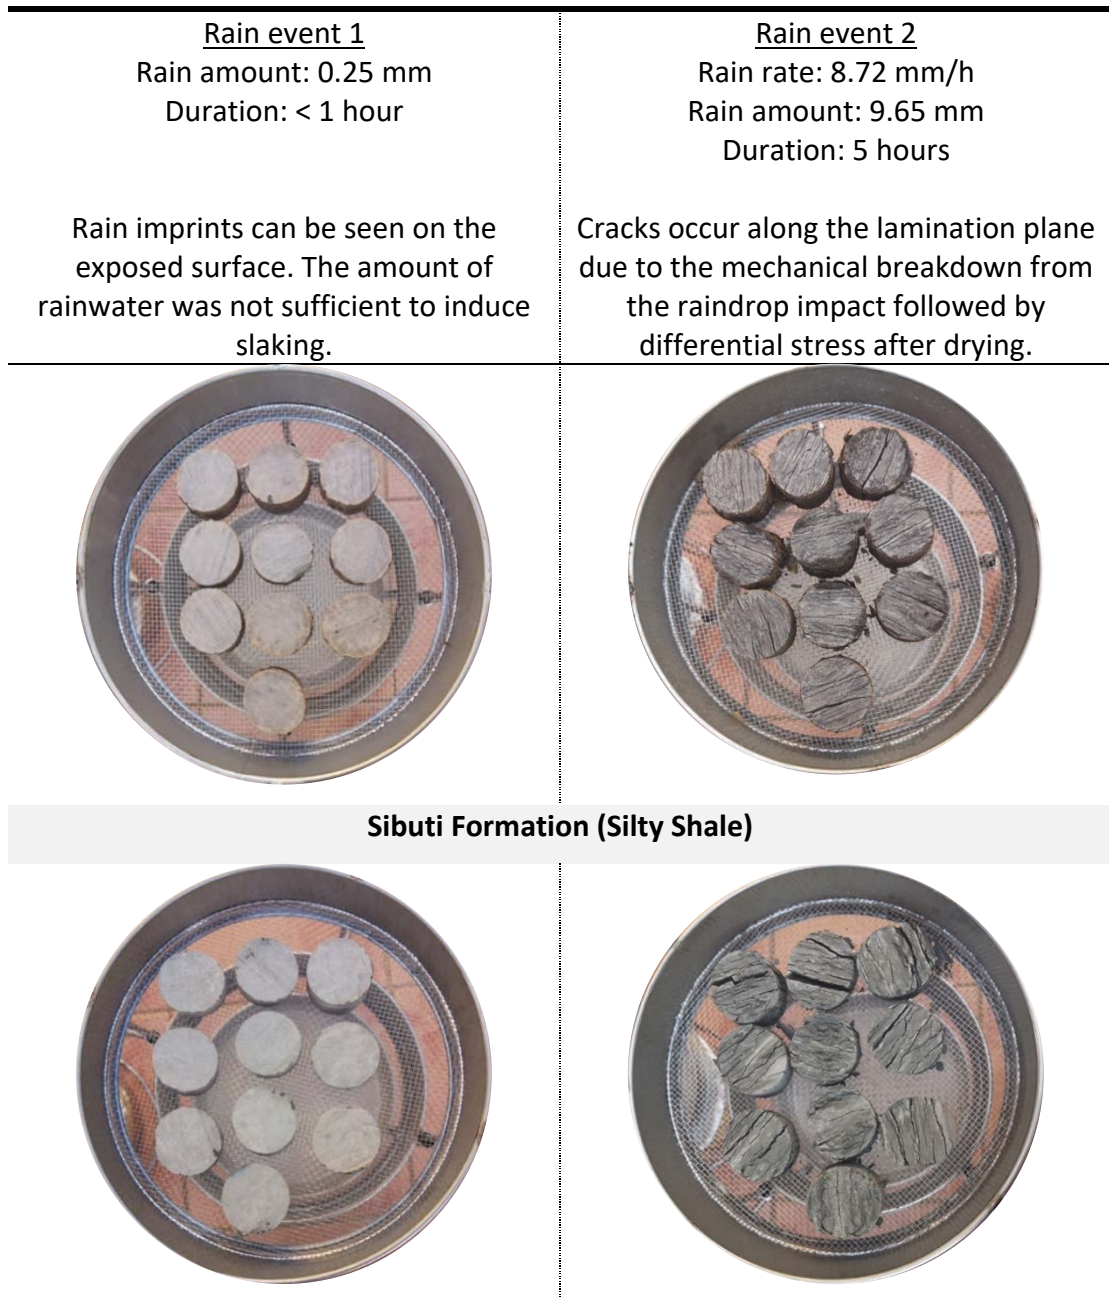 Rain event 1
Rain amount: 0.25 mm
Duration: < 1 hour
Rain imprints can be seen on the
exposed surface. The amount of
rainwater was not sufficient to induce
slaking.
Rain event 2
Rain rate: 8.72 mm/h
Rain amount: 9.65 mm
Duration: 5 hours
Cracks occur along the lamination plane
due to the mechanical breakdown from
the raindrop impact followed by
differential stress after drying.
Sibuti Formation (Silty Shale)